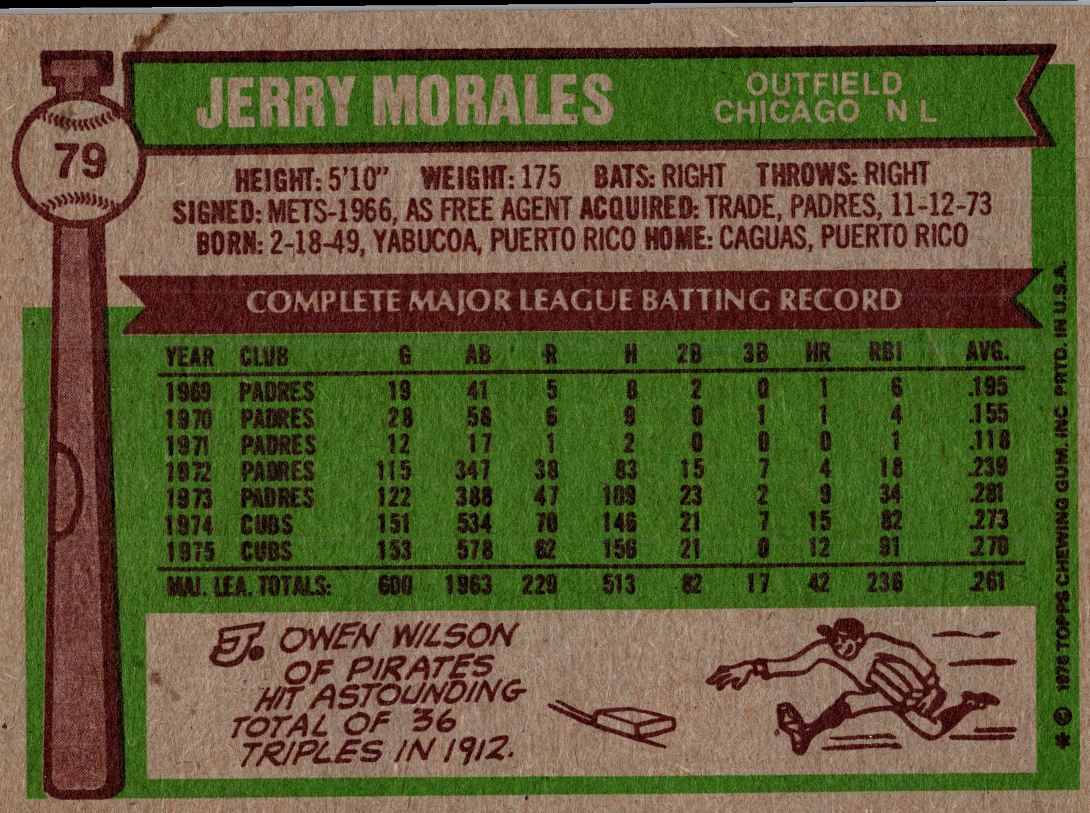 JERRY MORALES
OUTFIELD
CHICAGO N L
79
HEIGHT: 5'10" WEIGHT: 175 BATS: RIGHT THROWS: RIGHT
SIGNED: METS-1966, AS FREE AGENT ACQUIRED: TRADE, PADRES, 11-12-73
BORN: 2-18-49, YABUCOA, PUERTO RICO HOME: CAGUAS, PUERTO RICO
COMPLETE MAJOR LEAGUE BATTING RECORD
YEAR CLUB G AB R H 2B 3B HR RBI AVG.
1969 PADRES 19 41 5 8 2 0 1 6 .195
1970 PADRES 28 58 6 9 0 1 1 4 .155
1971 PADRES 12 17 1 2 0 0 0 1 .118
1972 PADRES 115 347 38 83 15 7 4 18 .239
1973 PADRES 122 388 47 109 23 2 9 34 .281
1974 CUBS 151 534 70 146 21 7 15 82 .273
1975 CUBS 153 578 62 156 21 0 12 91 .270
MAJ. LEA. TOTALS: 600 1963 229 513 82 17 42 236 .261
J. OWEN WILSON
OF PIRATES
HIT ASTOUNDING
TOTAL OF 36
TRIPLES IN 1912.
* © 1976 TOPPS CHEWING GUM. INC PRTD. IN U.S.A.